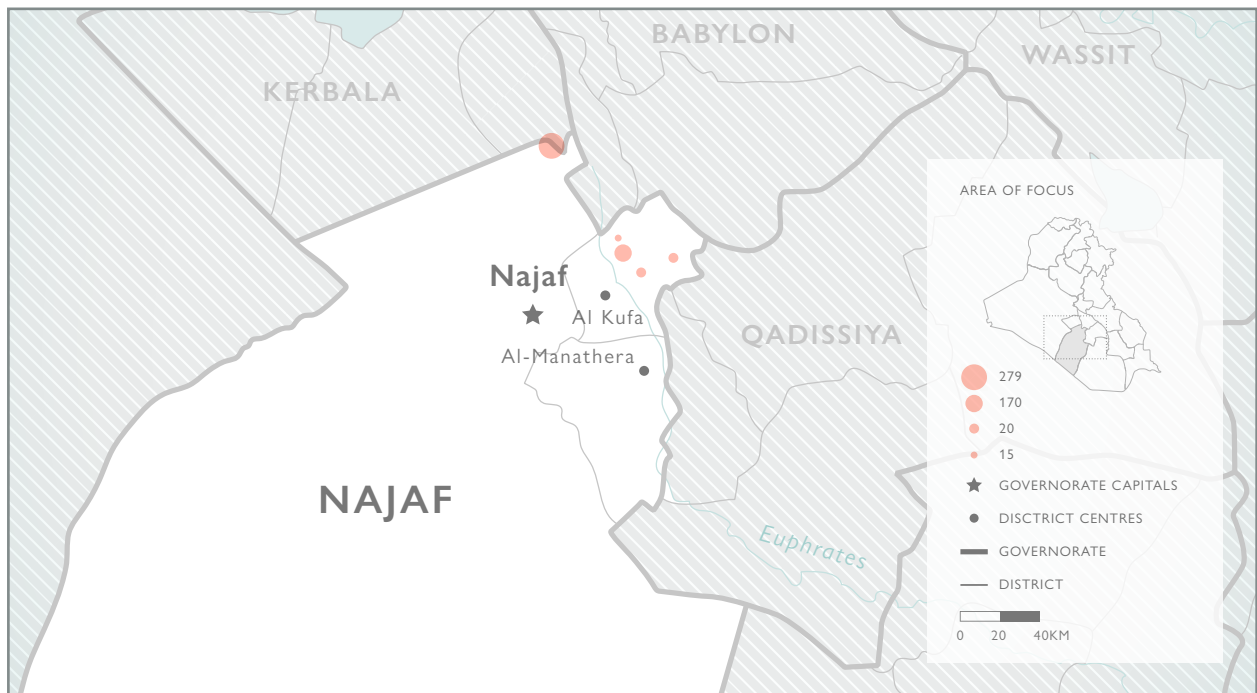 BABYLON
WASSIT
KERBALA
Najaf
Al Kufa
Al-Manathera
QADISSIYA
NAJAF
Euphrates
AREA OF FOCUS
279
170
20
15
GOVERNORATE CAPITALS
DISCTRICT CENTRES
GOVERNORATE
DISTRICT
0 20 40KM